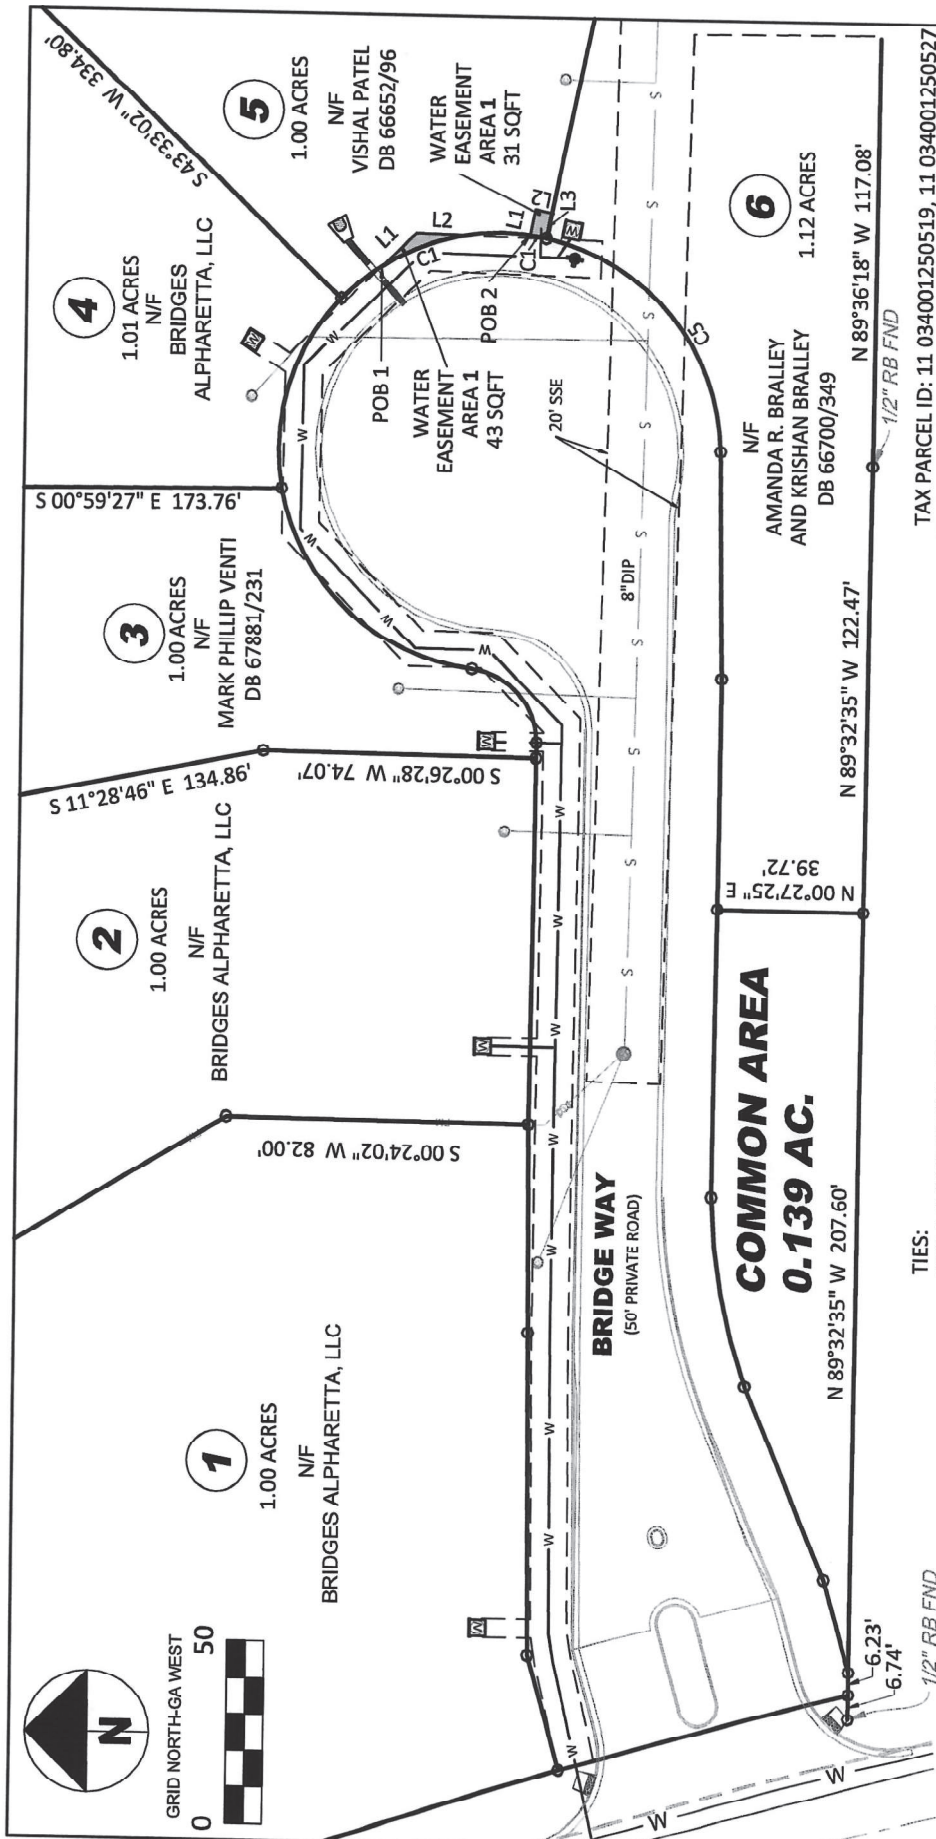 N
GRID NORTH-GA WEST
0 50
1
1.00 ACRES
N/F
BRIDGES ALPHARETTA, LLC
2
1.00 ACRES
N/F
BRIDGES ALPHARETTA, LLC
S 00°24'02" W 82.00'
S 11°28'46" E 134.86'
S 00°26'28" W 74.07'
3
1.00 ACRES
N/F
MARK PHILLIP VENTI
DB 67881/231
S 00°59'27" E 173.76'
4
1.01 ACRES
N/F
BRIDGES
ALPHARETTA, LLC
S43°33'02" W 334.80'
5
1.00 ACRES
N/F
VISHAL PATEL
DB 66652/96
WATER
EASEMENT
AREA 1
31 SQFT
L1
L2
C1
POB 1
WATER
EASEMENT
AREA 1
43 SQFT
POB 2
C1
L1
L2
L3
20' SSE
8"DIP
C5
6
1.12 ACRES
N/F
AMANDA R. BRALLEY
AND KRISHAN BRALLEY
DB 66700/349
N 89°36'18" W 117.08'
1/2" RB FND
N 89°32'35" W 122.47'
N 00°27'25" E
39.72'
BRIDGE WAY
(50' PRIVATE ROAD)
COMMON AREA
0.139 AC.
N 89°32'35" W 207.60'
6.23'
6.74'
1/2" RB FND
W W W W W W W W W W W W
S S S S S S S S S
M M M M M M
TIES:
TAX PARCEL ID: 11 034001250519, 11 034001250527